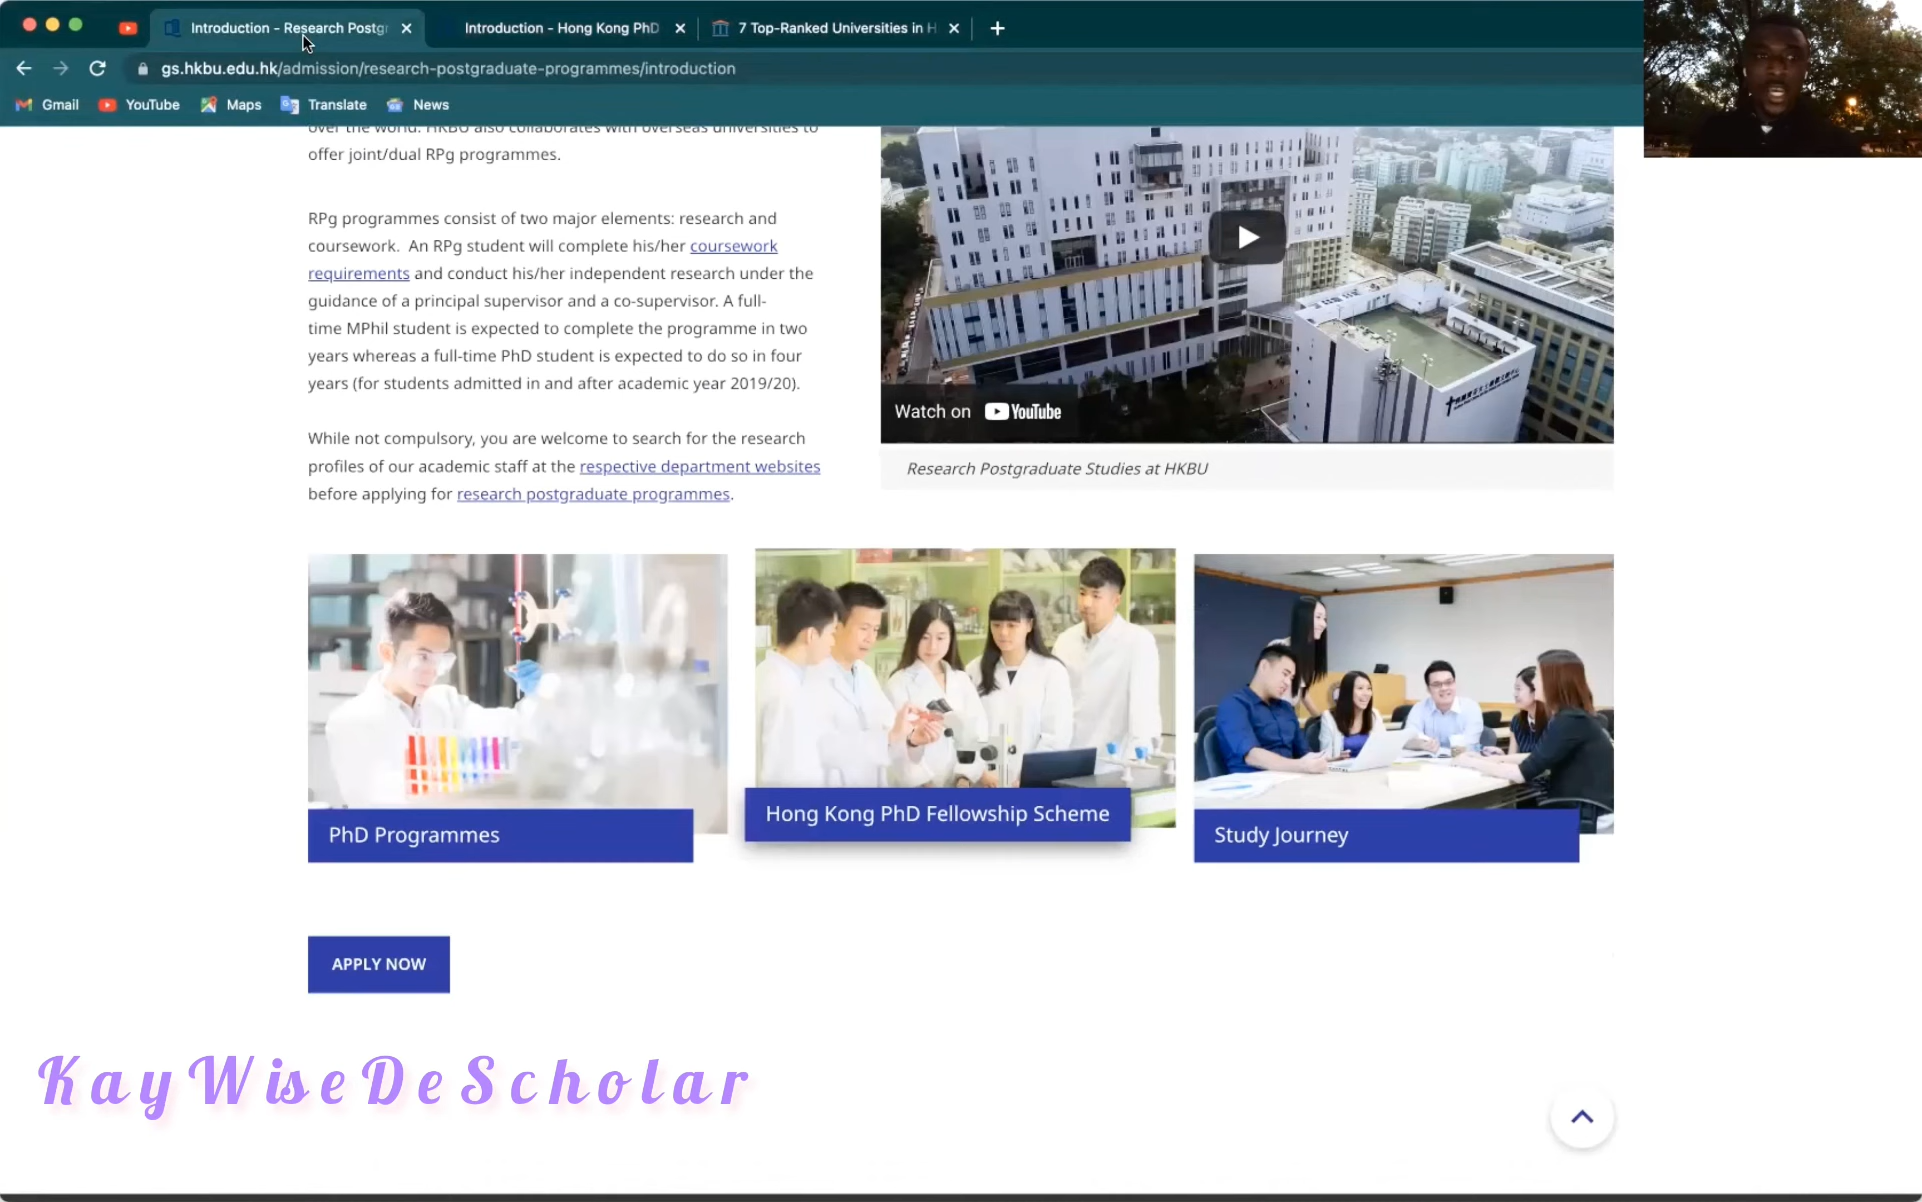 Introduction - Research Postgr
Introduction - Hong Kong PhD
7 Top-Ranked Universities in H
gs.hkbu.edu.hk/admission/research-postgraduate-programmes/introduction
Gmail
YouTube
Maps
Translate
News
over the world. HKBU also collaborates with overseas universities to
offer joint/dual RPg programmes.
RPg programmes consist of two major elements: research and
coursework.  An RPg student will complete his/her coursework
requirements and conduct his/her independent research under the
guidance of a principal supervisor and a co-supervisor. A full-
time MPhil student is expected to complete the programme in two
years whereas a full-time PhD student is expected to do so in four
years (for students admitted in and after academic year 2019/20).
While not compulsory, you are welcome to search for the research
profiles of our academic staff at the respective department websites
before applying for research postgraduate programmes.
Watch on YouTube
Research Postgraduate Studies at HKBU
PhD Programmes
Hong Kong PhD Fellowship Scheme
Study Journey
APPLY NOW
KayWiseDeScholar